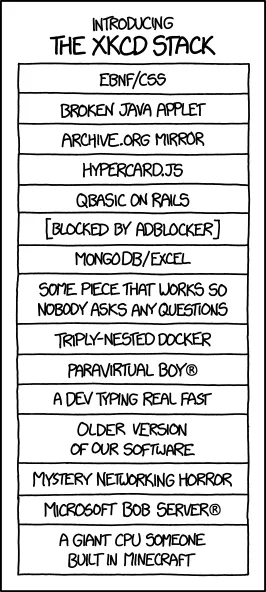 INTRODUCING
THE XKCD STACK
EBNF/CSS
BROKEN JAVA APPLET
ARCHIVE.ORG MIRROR
HYPERCARD.JS
QBASIC ON RAILS
[BLOCKED BY ADBLOCKER]
MONGODB/EXCEL
SOME PIECE THAT WORKS SO
NOBODY ASKS ANY QUESTIONS
TRIPLY-NESTED DOCKER
PARAVIRTUAL BOY®
A DEV TYPING REAL FAST
OLDER VERSION
OF OUR SOFTWARE
MYSTERY NETWORKING HORROR
MICROSOFT BOB SERVER®
A GIANT CPU SOMEONE
BUILT IN MINECRAFT